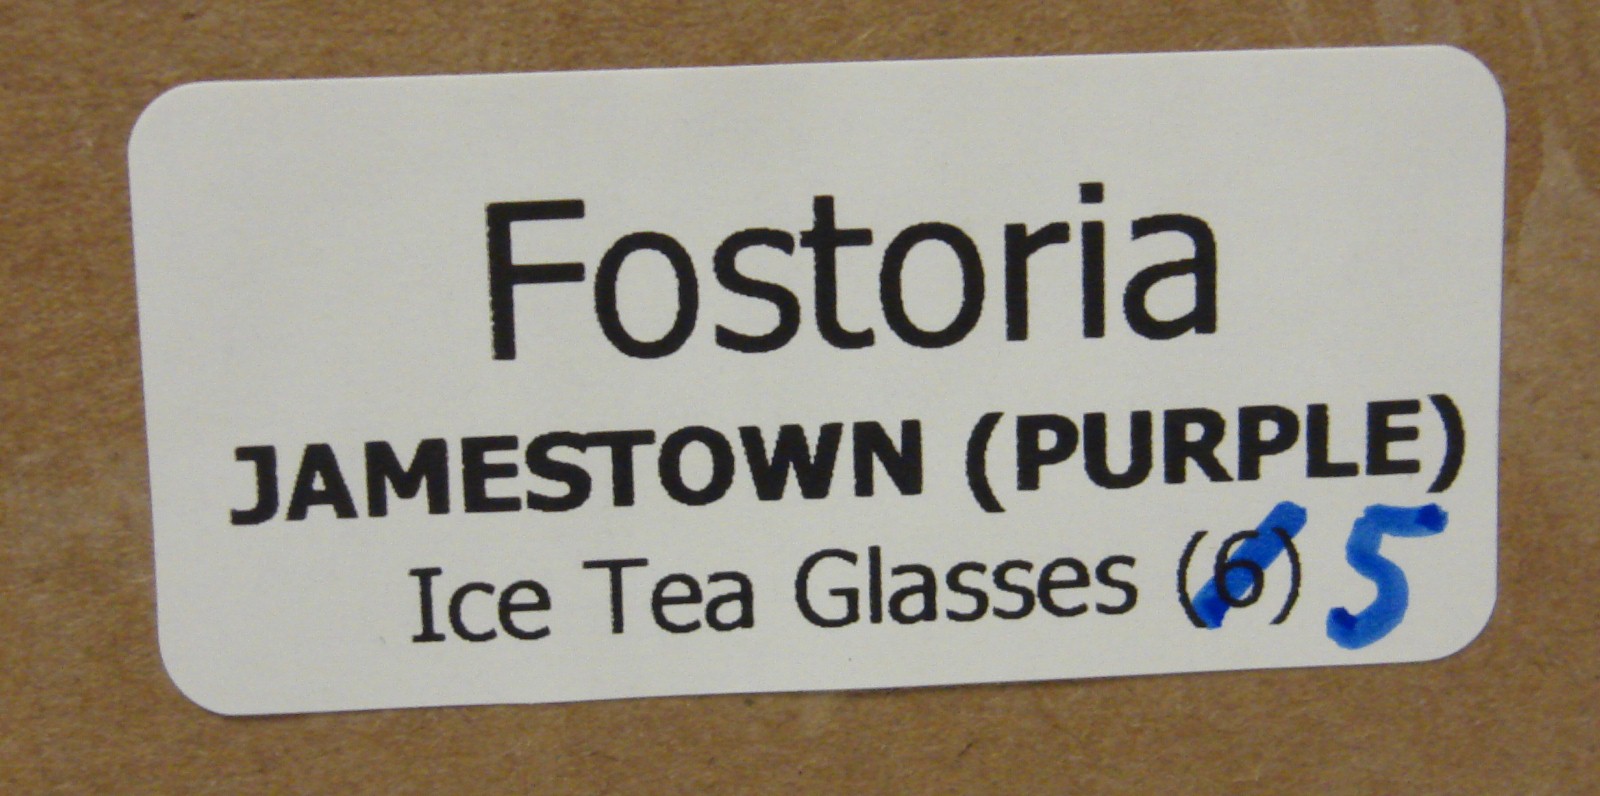 Fostoria
JAMESTOWN (PURPLE)
Ice Tea Glasses (6) 5